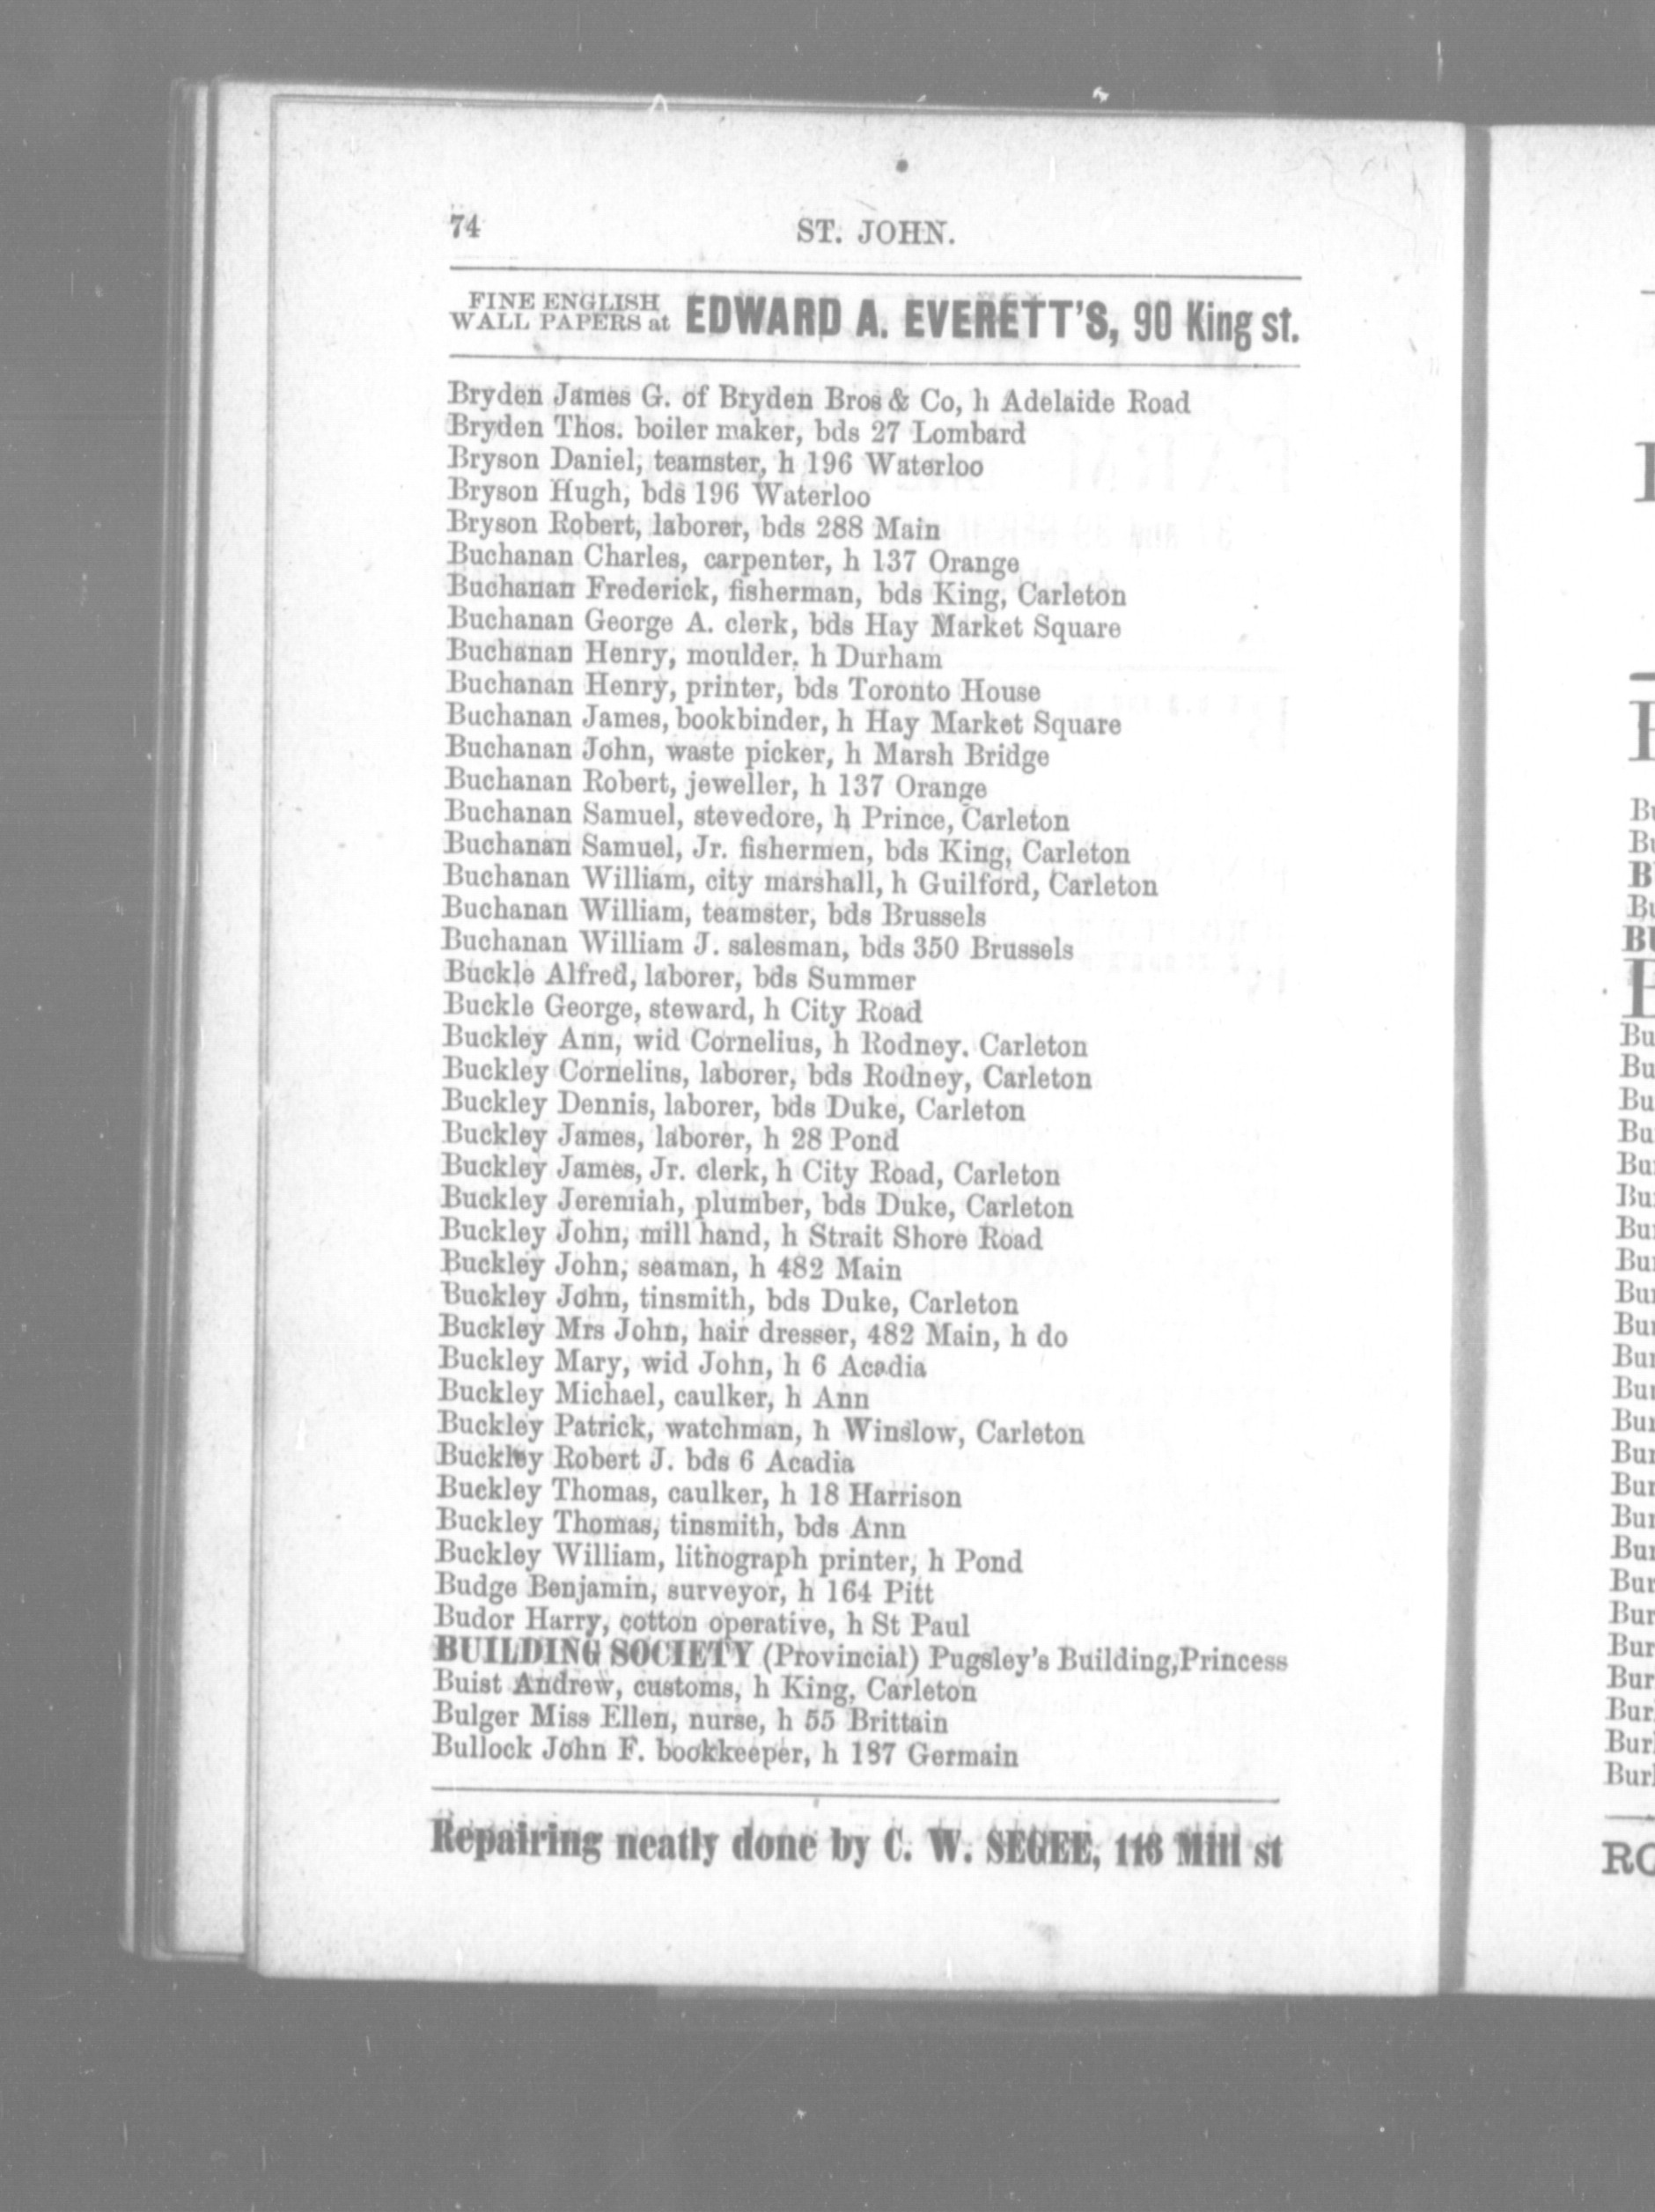 74
ST. JOHN.
FINE ENGLISH
WALL PAPERS at EDWARD A. EVERETT'S, 90 King st.
Bryden James G. of Bryden Bros & Co, h Adelaide Road
Bryden Thos. boiler maker, bds 27 Lombard
Bryson Daniel, teamster, h 196 Waterloo
Bryson Hugh, bds 196 Waterloo
Bryson Robert, laborer, bds 288 Main
Buchanan Charles, carpenter, h 137 Orange
Buchanan Frederick, fisherman, bds King, Carleton
Buchanan George A. clerk, bds Hay Market Square
Buchanan Henry, moulder, h Durham
Buchanan Henry, printer, bds Toronto House
Buchanan James, bookbinder, h Hay Market Square
Buchanan John, waste picker, h Marsh Bridge
Buchanan Robert, jeweller, h 137 Orange
Buchanan Samuel, stevedore, h Prince, Carleton
Buchanan Samuel, Jr. fishermen, bds King, Carleton
Buchanan William, city marshall, h Guilford, Carleton
Buchanan William, teamster, bds Brussels
Buchanan William J. salesman, bds 350 Brussels
Buckle Alfred, laborer, bds Summer
Buckle George, steward, h City Road
Buckley Ann, wid Cornelius, h Rodney. Carleton
Buckley Cornelius, laborer, bds Rodney, Carleton
Buckley Dennis, laborer, bds Duke, Carleton
Buckley James, laborer, h 28 Pond
Buckley James, Jr. clerk, h City Road, Carleton
Buckley Jeremiah, plumber, bds Duke, Carleton
Buckley John, mill hand, h Strait Shore Road
Buckley John, seaman, h 482 Main
Buckley John, tinsmith, bds Duke, Carleton
Buckley Mrs John, hair dresser, 482 Main, h do
Buckley Mary, wid John, h 6 Acadia
Buckley Michael, caulker, h Ann
Buckley Patrick, watchman, h Winslow, Carleton
Buckley Robert J. bds 6 Acadia
Buckley Thomas, caulker, h 18 Harrison
Buckley Thomas, tinsmith, bds Ann
Buckley William, lithograph printer, h Pond
Budge Benjamin, surveyor, h 164 Pitt
Budor Harry, cotton operative, h St Paul
BUILDING SOCIETY (Provincial) Pugsley's Building, Princess
Buist Andrew, customs, h King, Carleton
Bulger Miss Ellen, nurse, h 55 Brittain
Bullock John F. bookkeeper, h 187 Germain
Repairing neatly done by C. W. SEGEE, Mill st